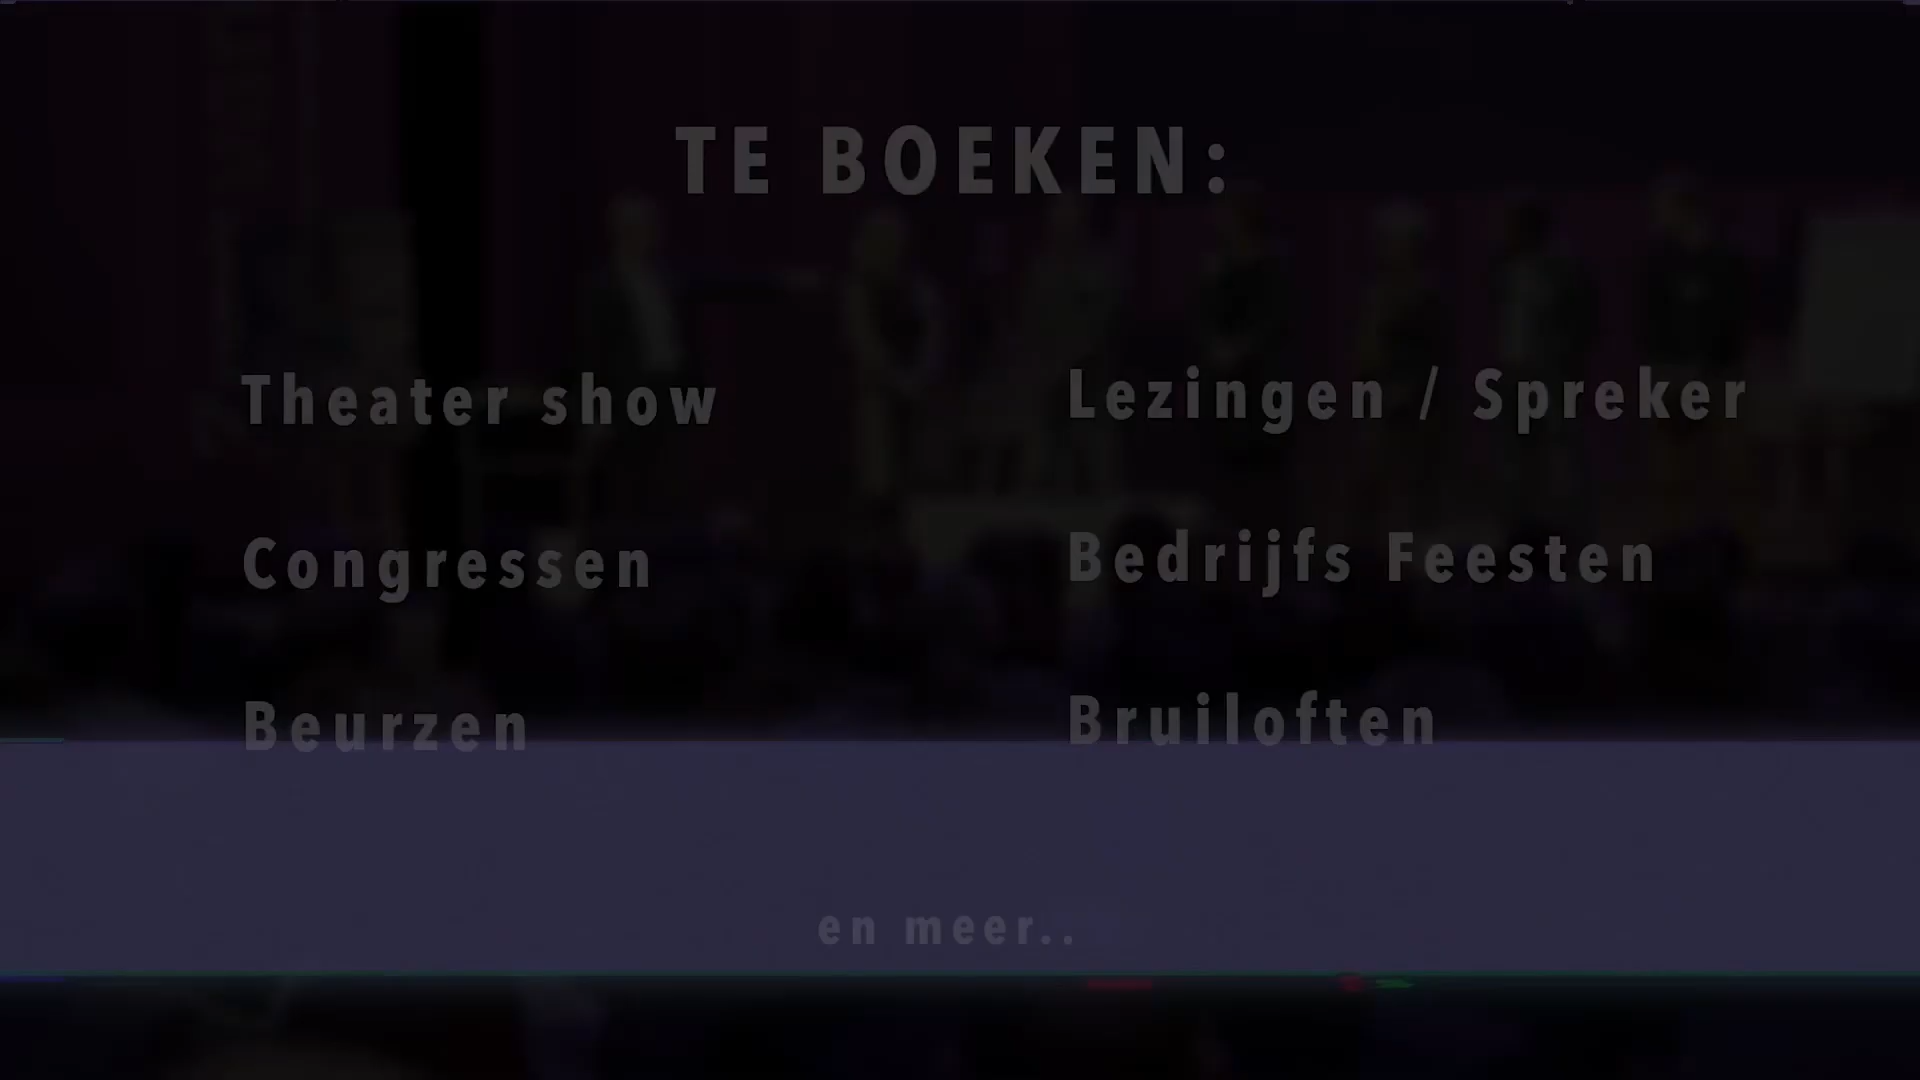 TE BOEKEN:
Theater show
Lezingen / Spreker
Congressen
Bedrijfs Feesten
Beurzen
Bruiloften
en meer..